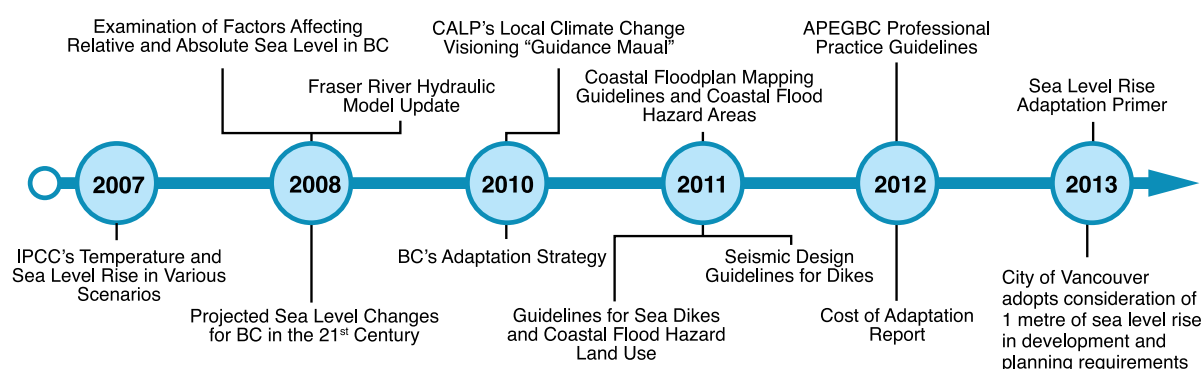 Examination of Factors Affecting
Relative and Absolute Sea Level in BC
Fraser River Hydraulic
Model Update
CALP's Local Climate Change
Visioning “Guidance Maual”
Coastal Floodplan Mapping
Guidelines and Coastal Flood
Hazard Areas
APEGBC Professional
Practice Guidelines
Sea Level Rise
Adaptation Primer
2007
2008
2010
2011
2012
2013
IPCC's Temperature and
Sea Level Rise in Various
Scenarios
Projected Sea Level Changes
for BC in the 21st Century
BC's Adaptation Strategy
Guidelines for Sea Dikes
and Coastal Flood Hazard
Land Use
Seismic Design
Guidelines for Dikes
Cost of Adaptation
Report
City of Vancouver
adopts consideration of
1 metre of sea level rise
in development and
planning requirements